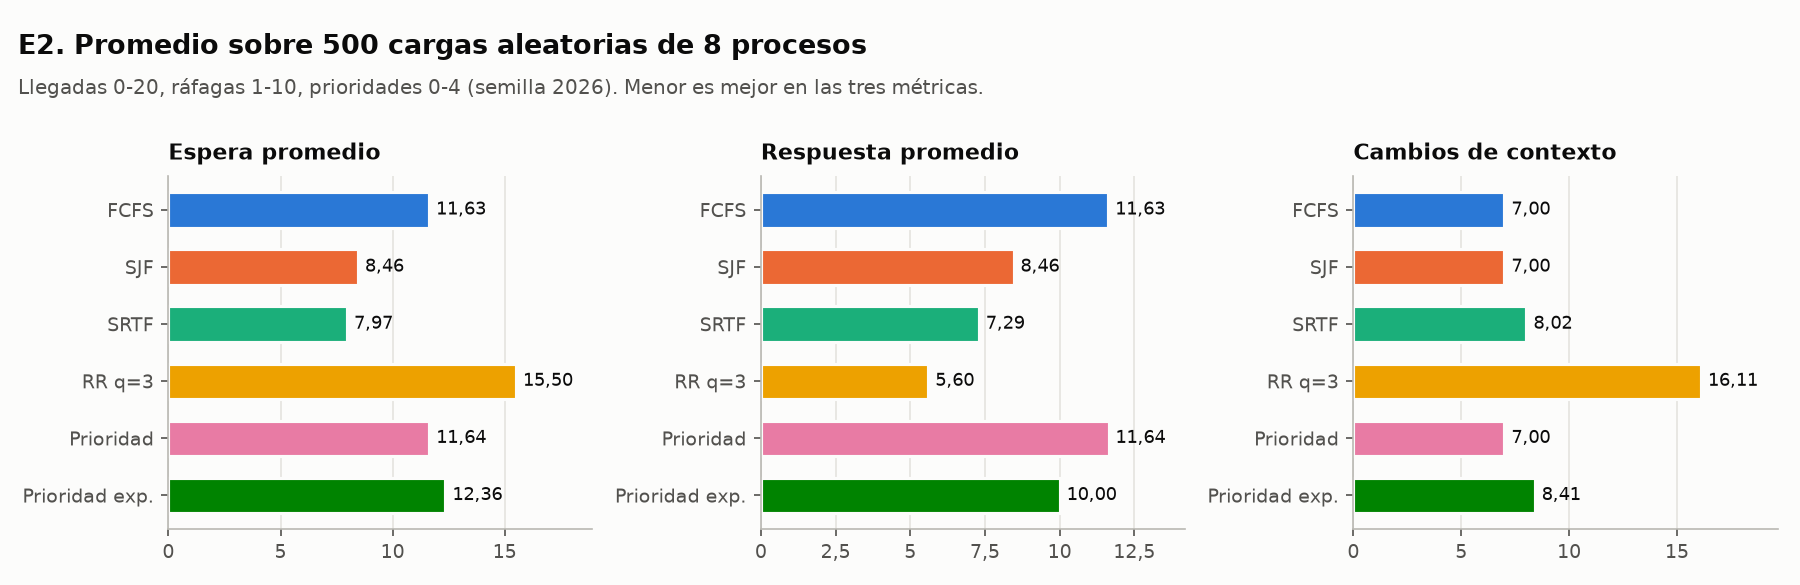 E2. Promedio sobre 500 cargas aleatorias de 8 procesos
Llegadas 0-20, ráfagas 1-10, prioridades 0-4 (semilla 2026). Menor es mejor en las tres métricas.
Espera promedio
FCFS 11,63
SJF 8,46
SRTF 7,97
RR q=3 15,50
Prioridad 11,64
Prioridad exp. 12,36
0 5 10 15
Respuesta promedio
FCFS 11,63
SJF 8,46
SRTF 7,29
RR q=3 5,60
Prioridad 11,64
Prioridad exp. 10,00
0 2,5 5 7,5 10 12,5
Cambios de contexto
FCFS 7,00
SJF 7,00
SRTF 8,02
RR q=3 16,11
Prioridad 7,00
Prioridad exp. 8,41
0 5 10 15